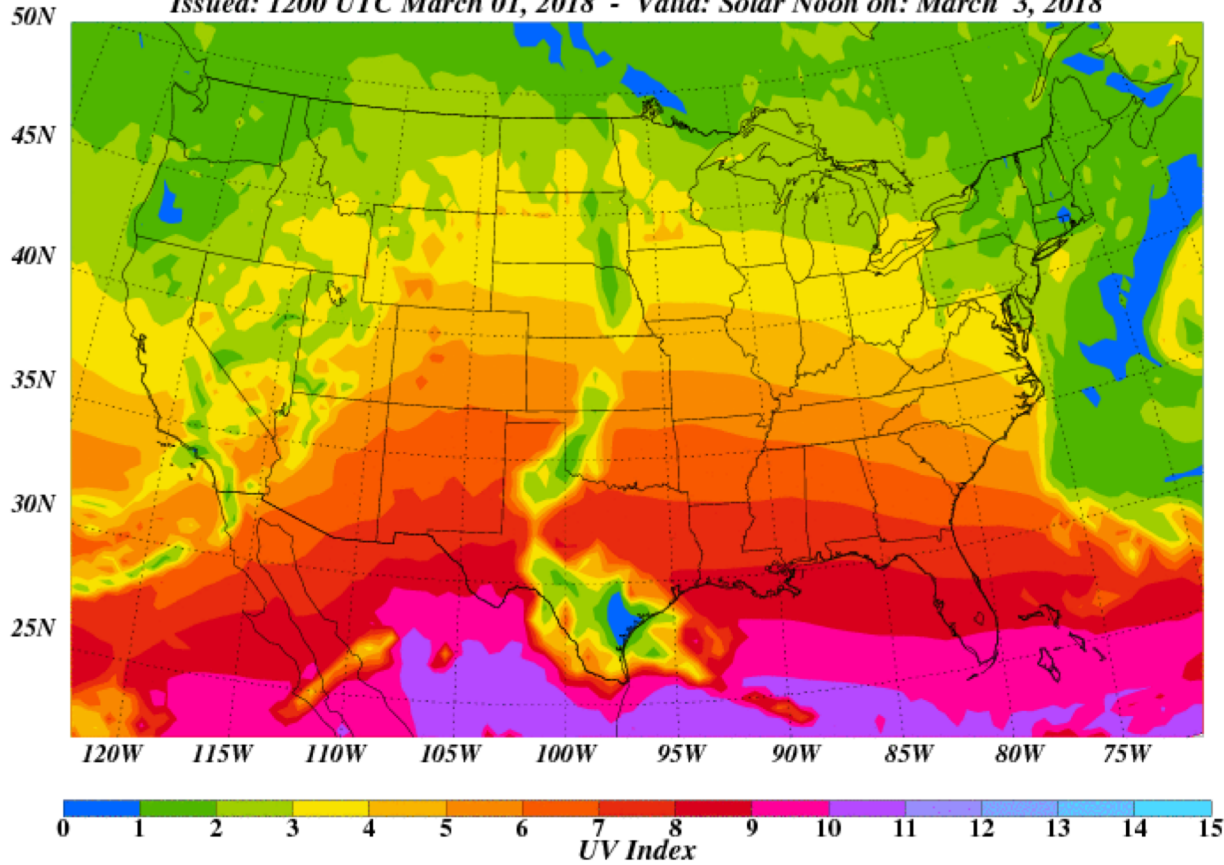 Issued: 1200 UTC March 01, 2018 - Valid: Solar Noon on: March 3, 2018
50N
45N
40N
35N
30N
25N
120W 115W 110W 105W 100W 95W 90W 85W 80W 75W
0 1 2 3 4 5 6 7 8 9 10 11 12 13 14 15
UV Index